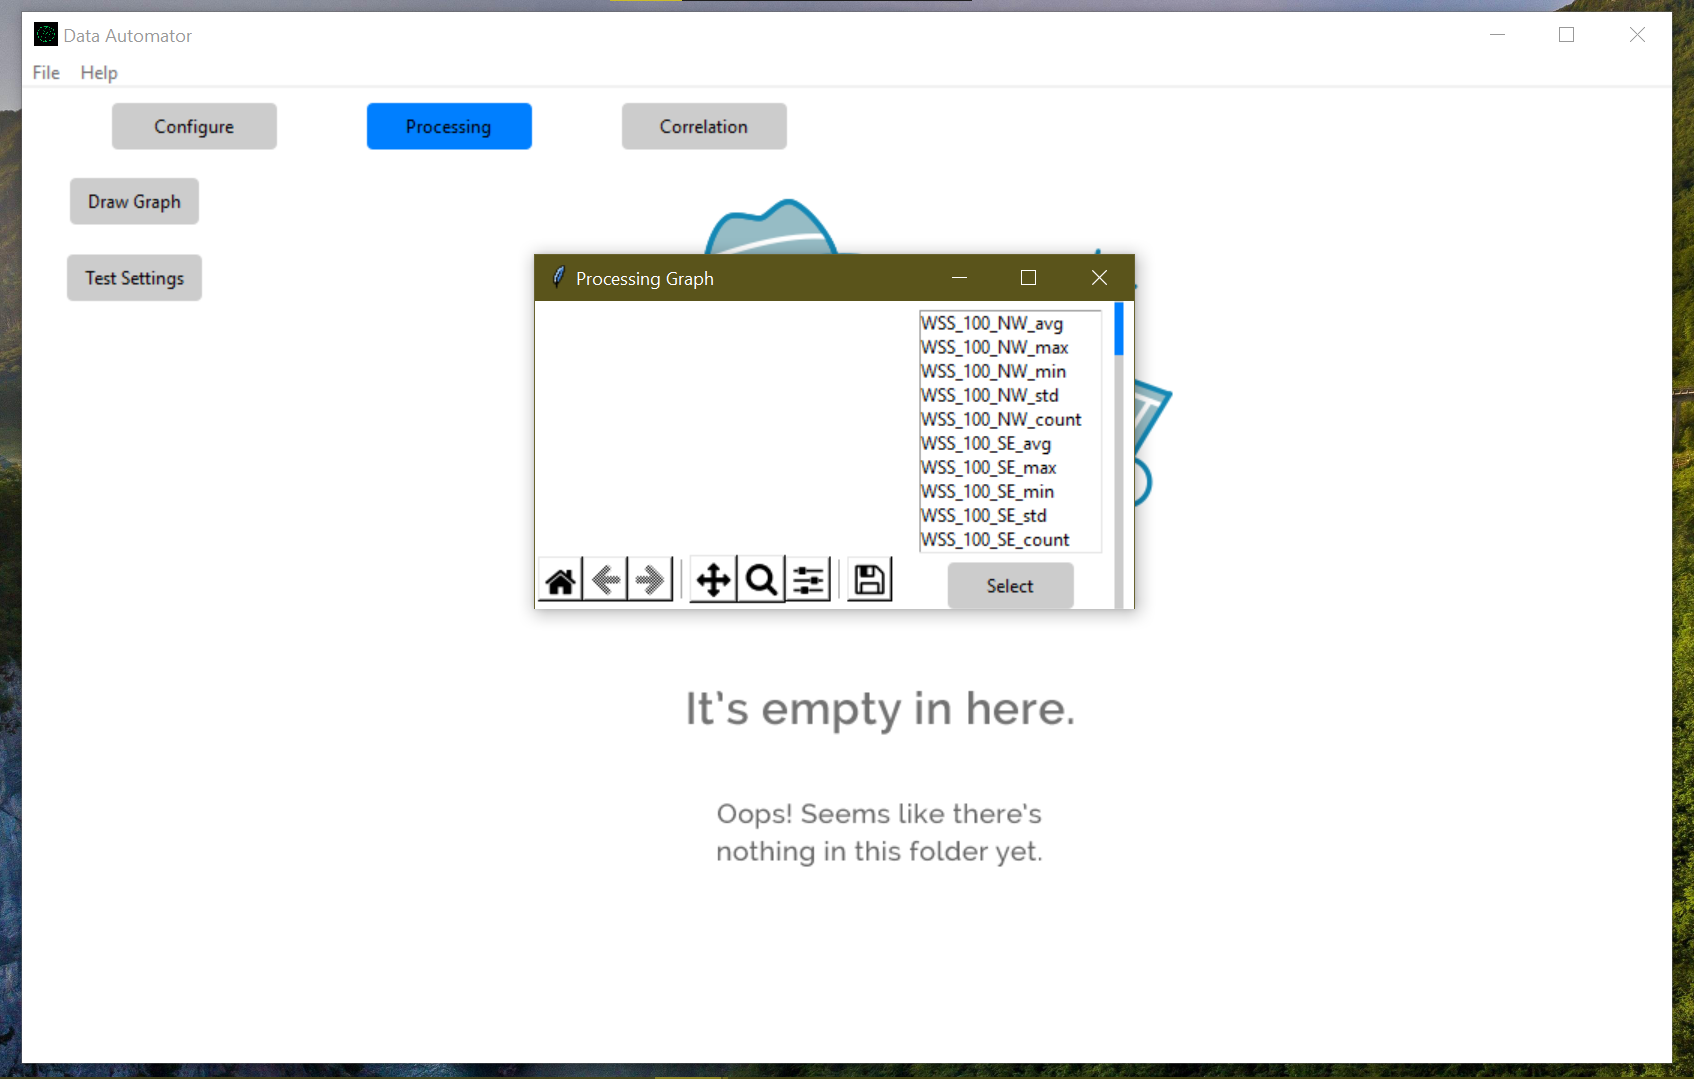 Data Automator
File Help
Configure Processing Correlation
Draw Graph
Test Settings
Processing Graph
WSS_100_NW_avg
WSS_100_NW_max
WSS_100_NW_min
WSS_100_NW_std
WSS_100_NW_count
WSS_100_SE_avg
WSS_100_SE_max
WSS_100_SE_min
WSS_100_SE_std
WSS_100_SE_count
Select
It's empty in here.
Oops! Seems like there's
nothing in this folder yet.